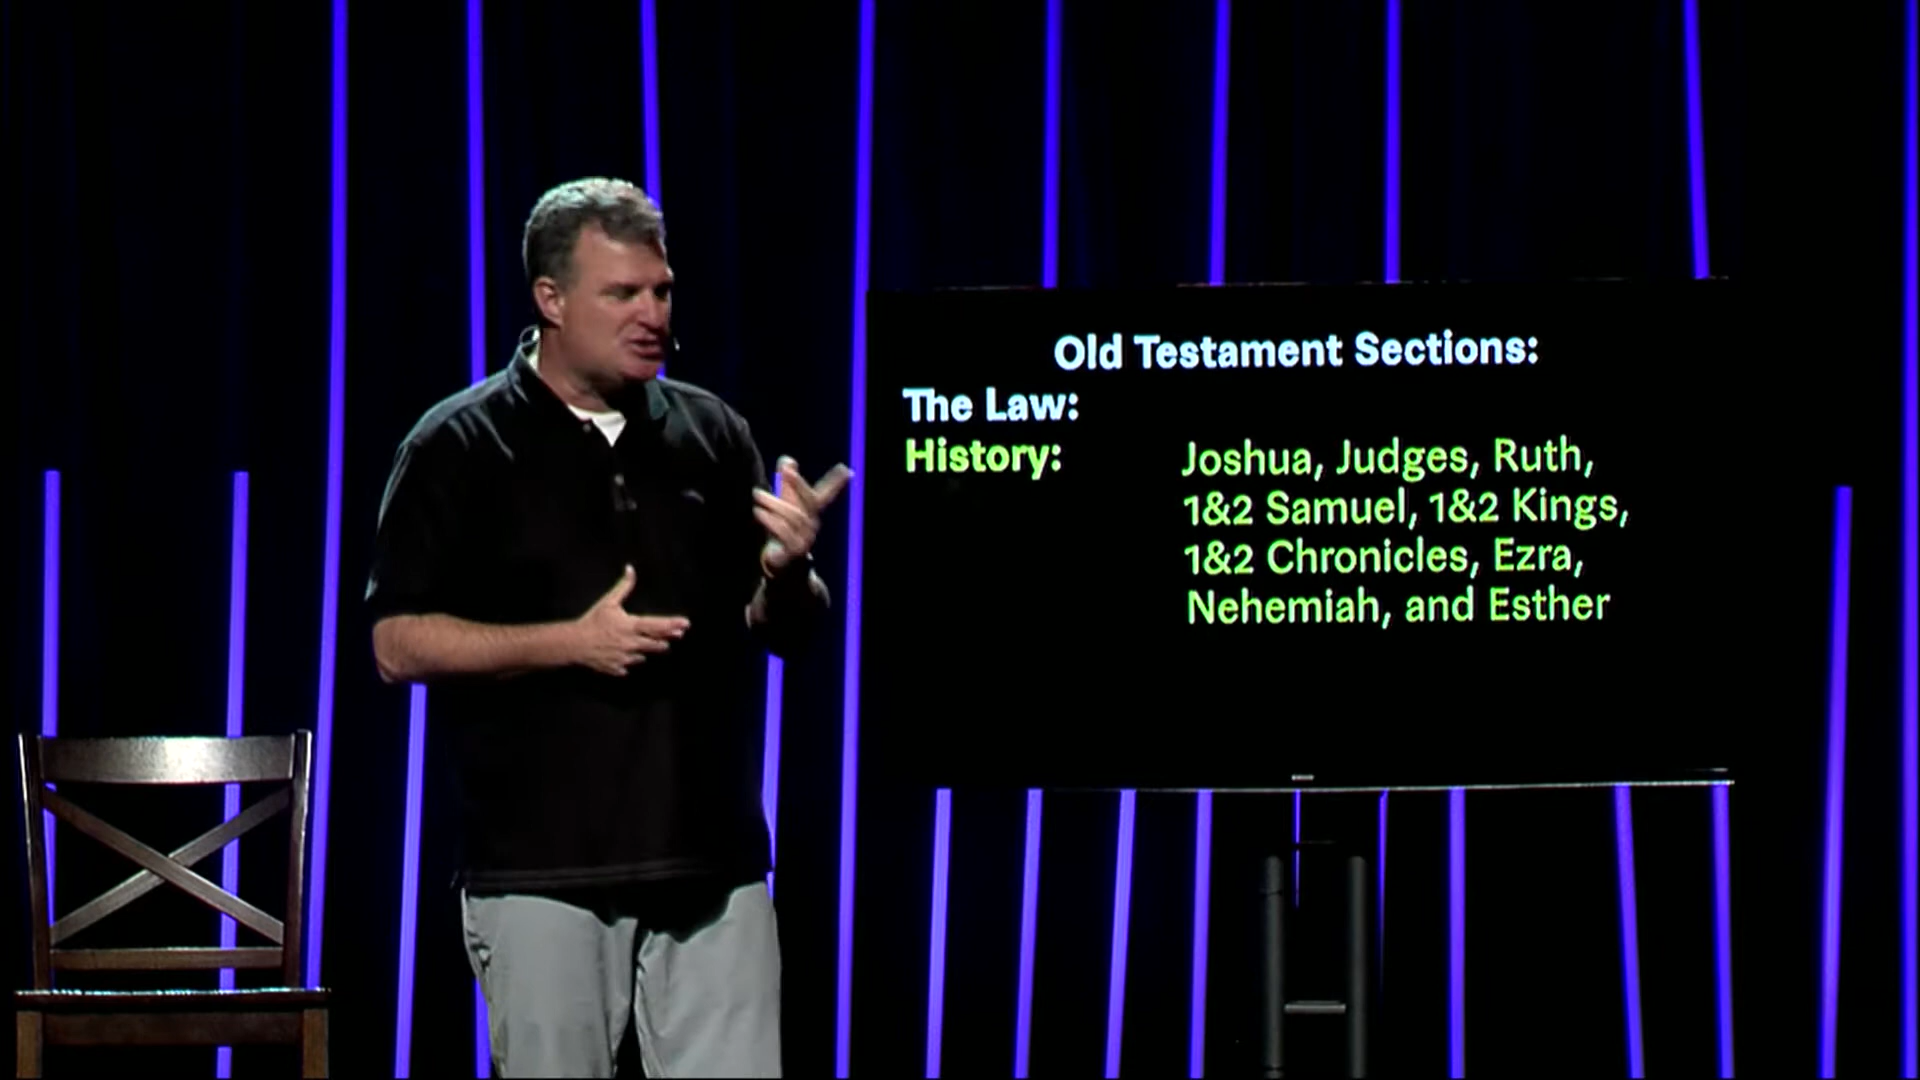 Old Testament Sections:
The Law:
History: Joshua, Judges, Ruth,
1&2 Samuel, 1&2 Kings,
1&2 Chronicles, Ezra,
Nehemiah, and Esther